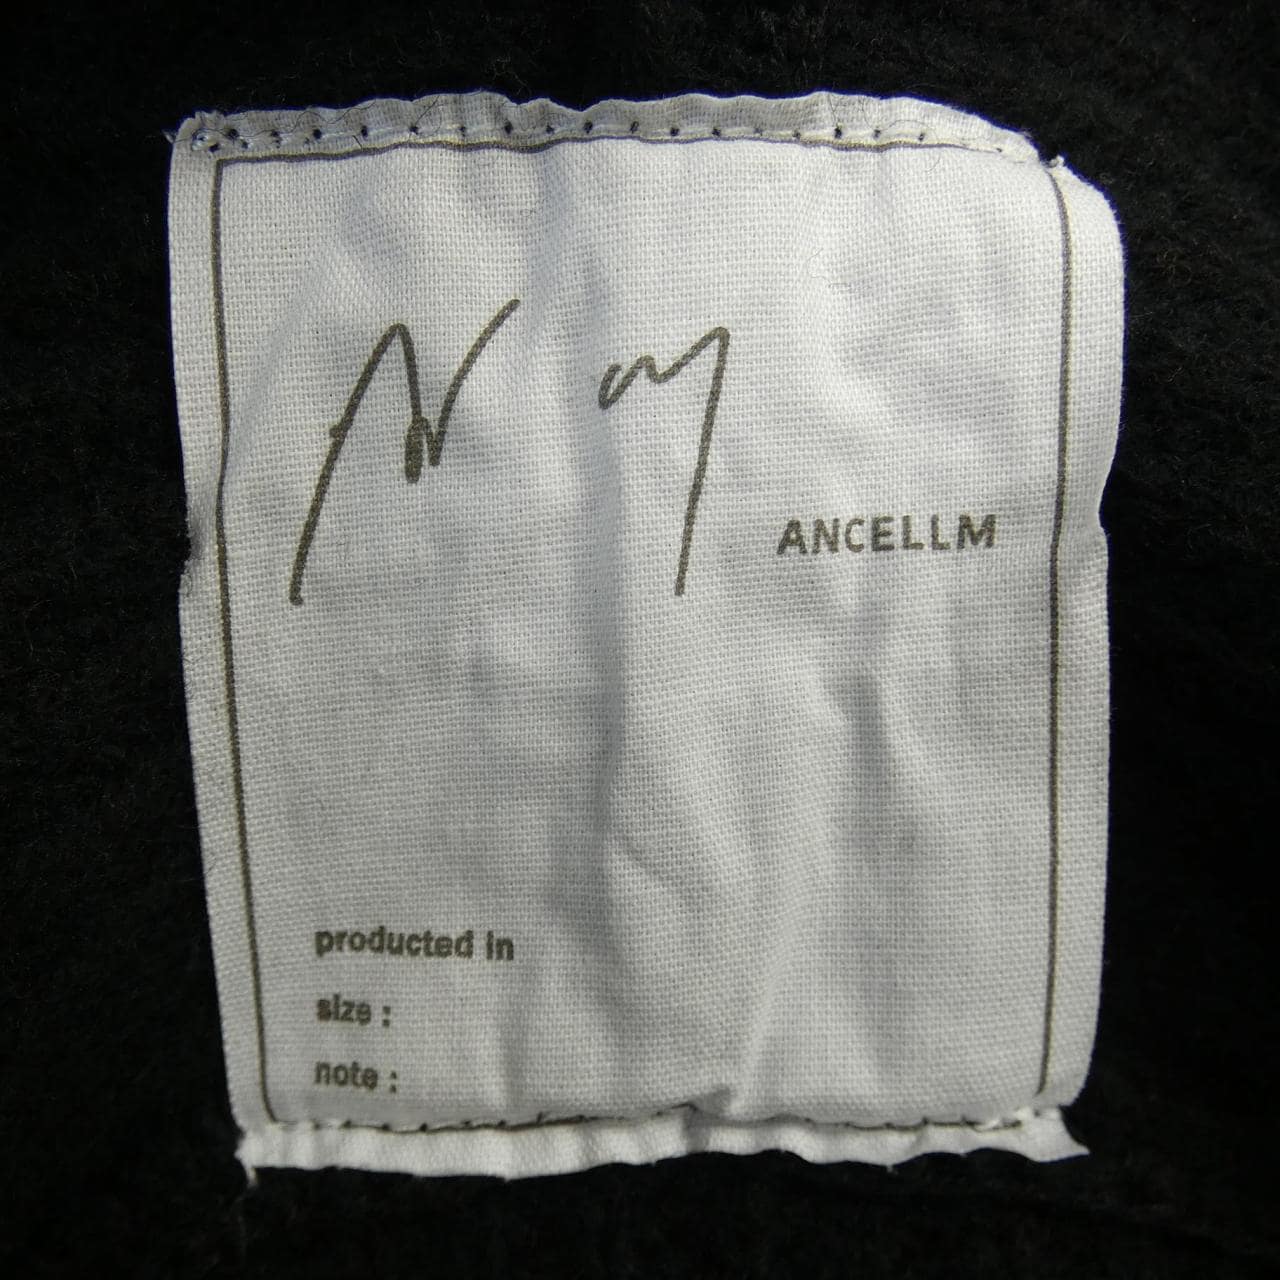 ANCELLM
producted in
size :
note :